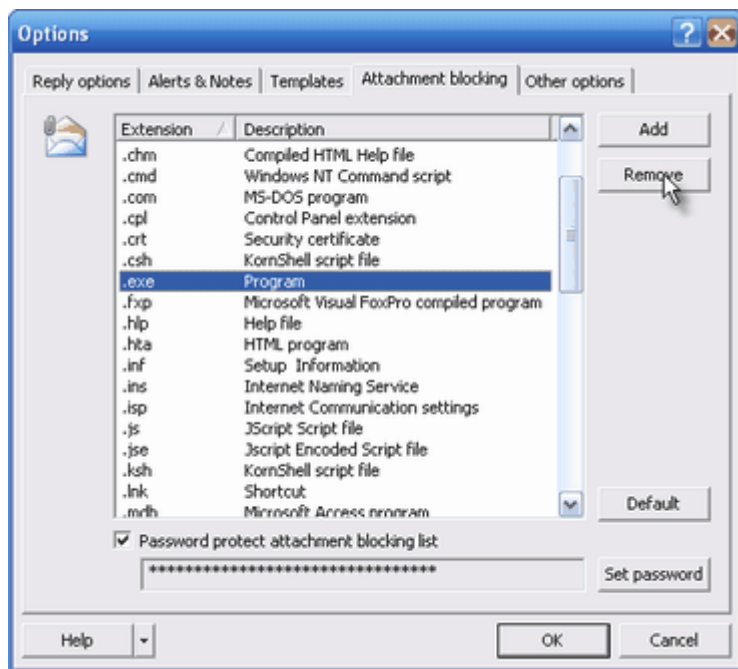 Options
Reply options Alerts & Notes Templates Attachment blocking Other options
Extension Description
Add
.chm Compiled HTML Help file
.cmd Windows NT Command script
Remove
.com MS-DOS program
.cpl Control Panel extension
.crt Security certificate
.csh KornShell script file
.exe Program
.fxp Microsoft Visual FoxPro compiled program
.hlp Help file
.hta HTML program
.inf Setup Information
.ins Internet Naming Service
.isp Internet Communication settings
.js JScript Script file
.jse Jscript Encoded Script file
.ksh KornShell script file
.lnk Shortcut
.mdb Microsoft Access program
Default
Password protect attachment blocking list
********************************
Set password
Help OK Cancel